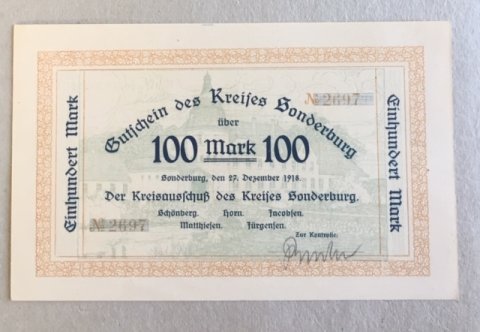 Gutschein des Kreises Sonderburg
№ 2697
über
100 Mark 100
Sonderburg, den 27. Dezember 1918.
Der Kreisausschuß des Kreises Sonderburg.
Schönberg. Horn. Jacobsen.
Matthiesen. Jürgensen.
№ 2697
Zur Kontrolle:
Einhundert Mark
Einhundert Mark